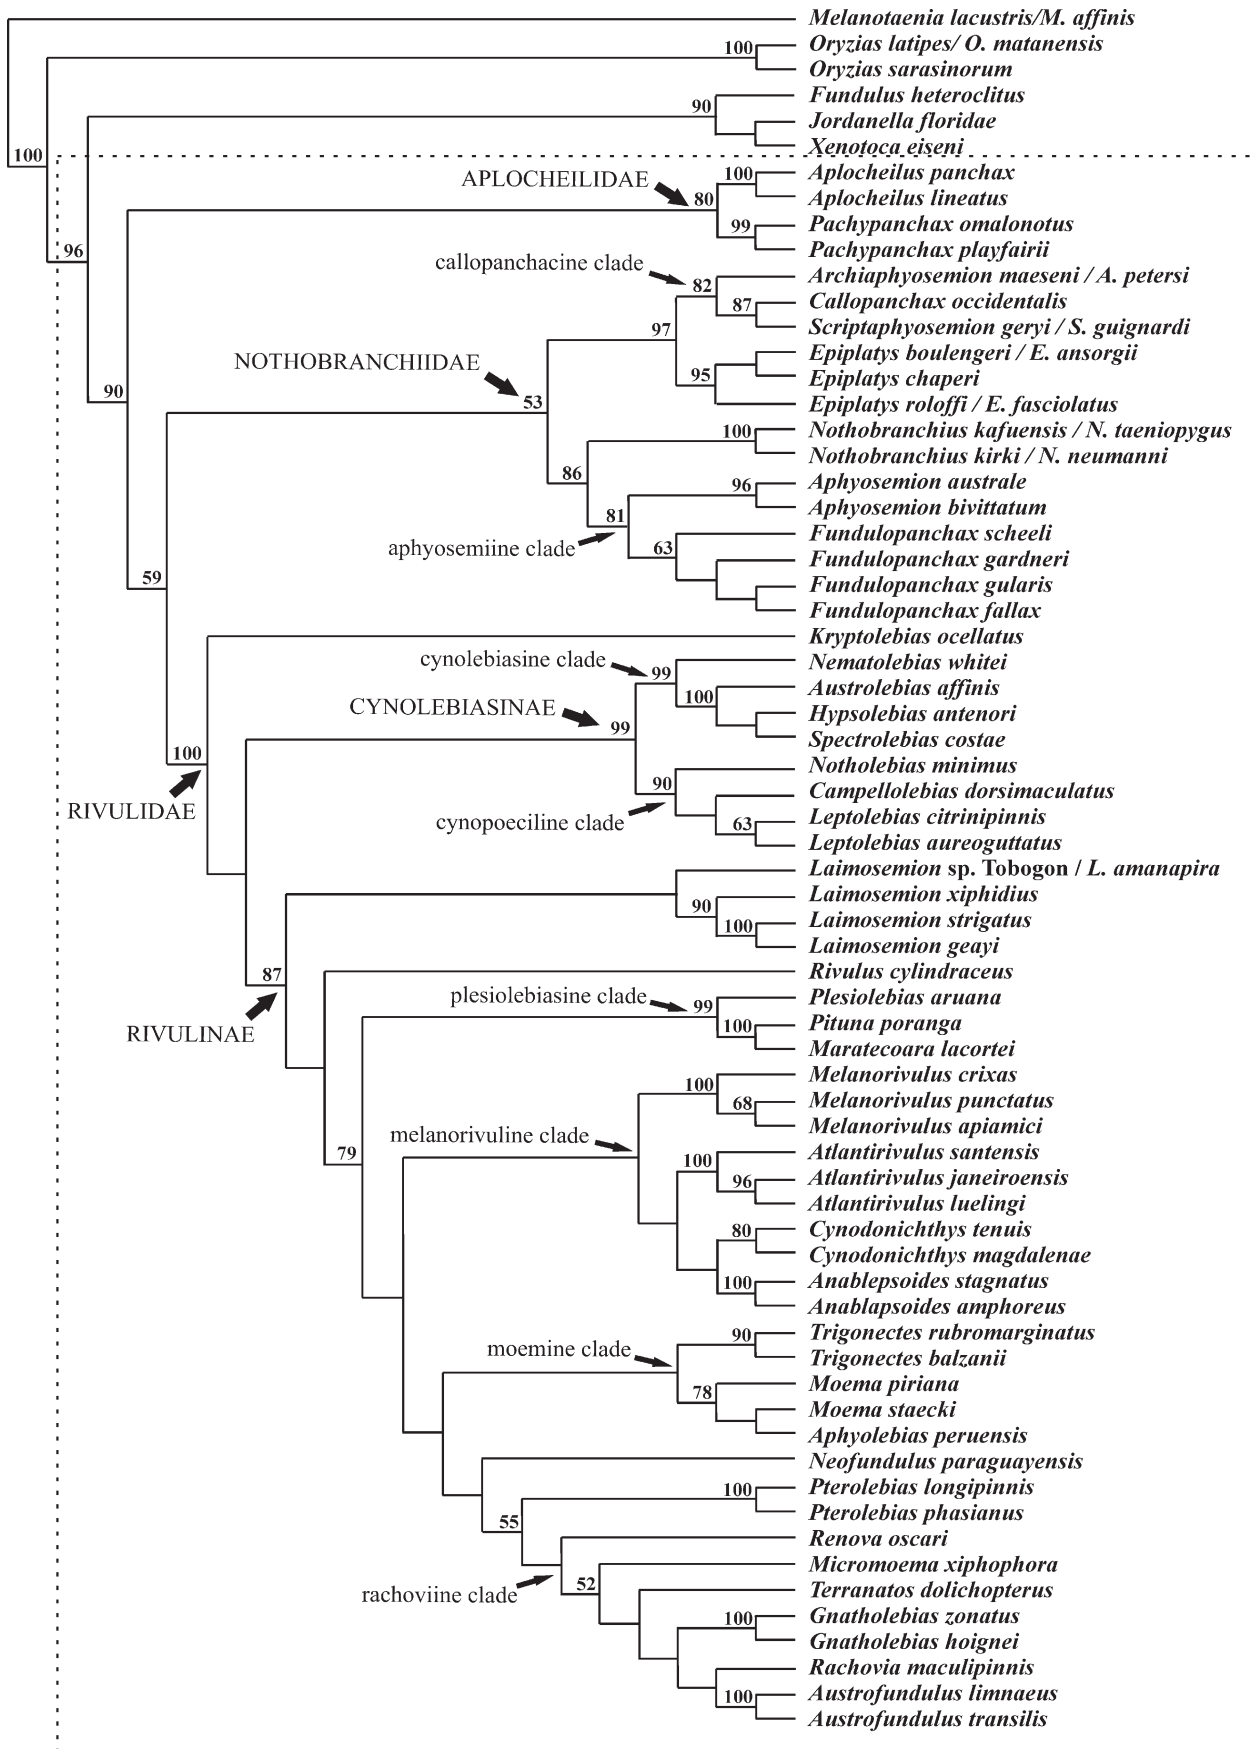 Melanotaenia lacustris/M. affinis
100
Oryzias latipes/ O. matanensis
Oryzias sarasinorum
90
Fundulus heteroclitus
Jordanella floridae
Xenotoca eiseni
100
APLOCHEILIDAE
80
100
Aplocheilus panchax
Aplocheilus lineatus
99
Pachypanchax omalonotus
Pachypanchax playfairii
96
callopanchacine clade
82
Archiaphyosemion maeseni / A. petersi
87
Callopanchax occidentalis
Scriptaphyosemion geryi / S. guignardi
97
NOTHOBRANCHIIDAE
53
95
Epiplatys boulengeri / E. ansorgii
Epiplatys chaperi
Epiplatys roloffi / E. fasciolatus
90
100
Nothobranchius kafuensis / N. taeniopygus
Nothobranchius kirki / N. neumanni
86
96
Aphyosemion australe
Aphyosemion bivittatum
81
aphyosemiine clade
63
Fundulopanchax scheeli
Fundulopanchax gardneri
Fundulopanchax gularis
Fundulopanchax fallax
59
Kryptolebias ocellatus
cynolebiasine clade
99
Nematolebias whitei
100
Austrolebias affinis
Hypsolebias antenori
Spectrolebias costae
CYNOLEBIASINAE
99
100
RIVULIDAE
90
Notholebias minimus
Campellolebias dorsimaculatus
cynopoeciline clade
63
Leptolebias citrinipinnis
Leptolebias aureoguttatus
Laimosemion sp. Tobogon / L. amanapira
90
Laimosemion xiphidius
100
Laimosemion strigatus
Laimosemion geayi
87
RIVULINAE
Rivulus cylindraceus
plesiolebiasine clade
99
Plesiolebias aruana
100
Pituna poranga
Maratecoara lacortei
100
Melanorivulus crixas
68
Melanorivulus punctatus
Melanorivulus apiamici
79
melanorivuline clade
100
Atlantirivulus santensis
96
Atlantirivulus janeiroensis
Atlantirivulus luelingi
80
Cynodonichthys tenuis
Cynodonichthys magdalenae
100
Anablepsoides stagnatus
Anablapsoides amphoreus
moemine clade
90
Trigonectes rubromarginatus
Trigonectes balzanii
78
Moema piriana
Moema staecki
Aphyolebias peruensis
Neofundulus paraguayensis
100
Pterolebias longipinnis
Pterolebias phasianus
55
Renova oscari
rachoviine clade
52
Micromoema xiphophora
Terranatos dolichopterus
100
Gnatholebias zonatus
Gnatholebias hoignei
Rachovia maculipinnis
100
Austrofundulus limnaeus
Austrofundulus transilis